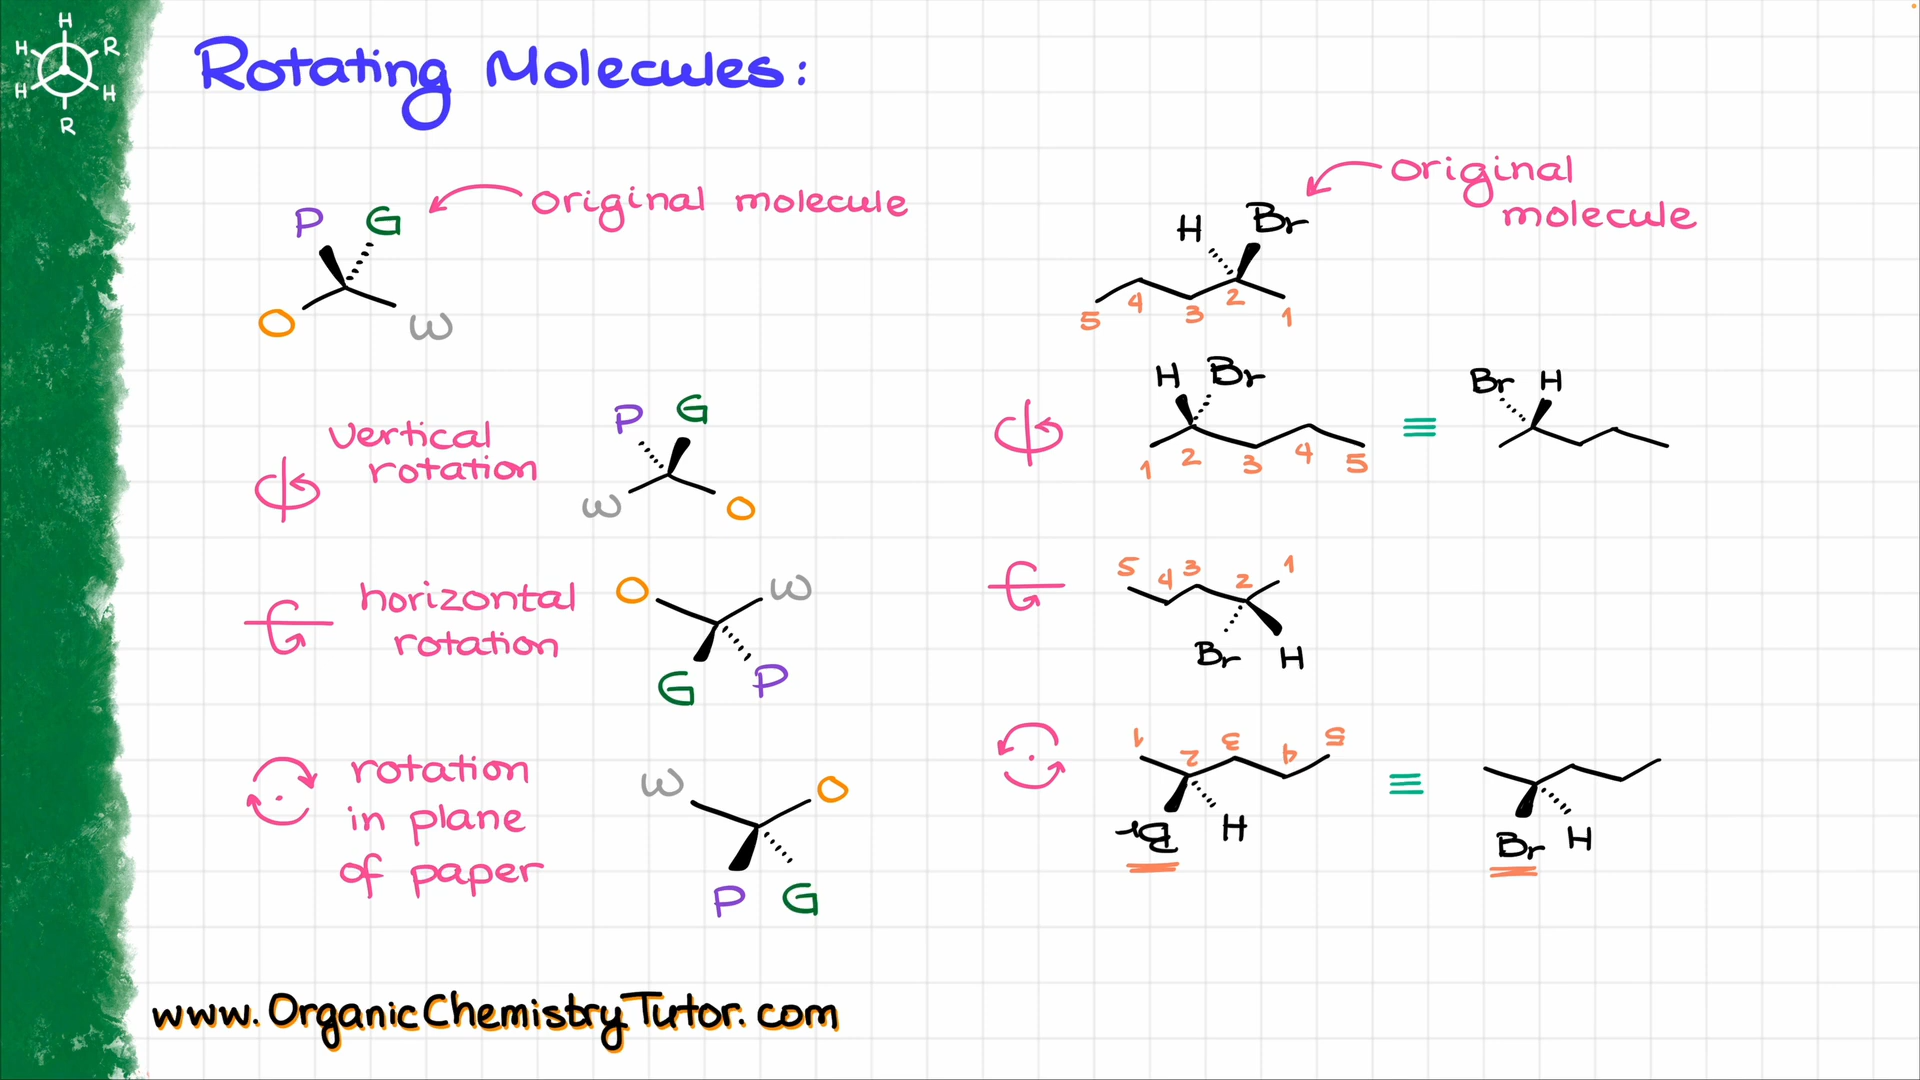 H
H R
H H
R
Rotating Molecules:
P G
original molecule
O W
original
molecule
H Br
5 4 3 2 1
vertical
rotation
P G
W O
H Br
1 2 3 4 5
≡
Br H
horizontal
rotation
O W
G P
5 4 3 2 1
Br H
rotation
in plane
of paper
W O
P G
1 2 3 4 5
Br H
≡
Br H
www.OrganicChemistryTutor.com